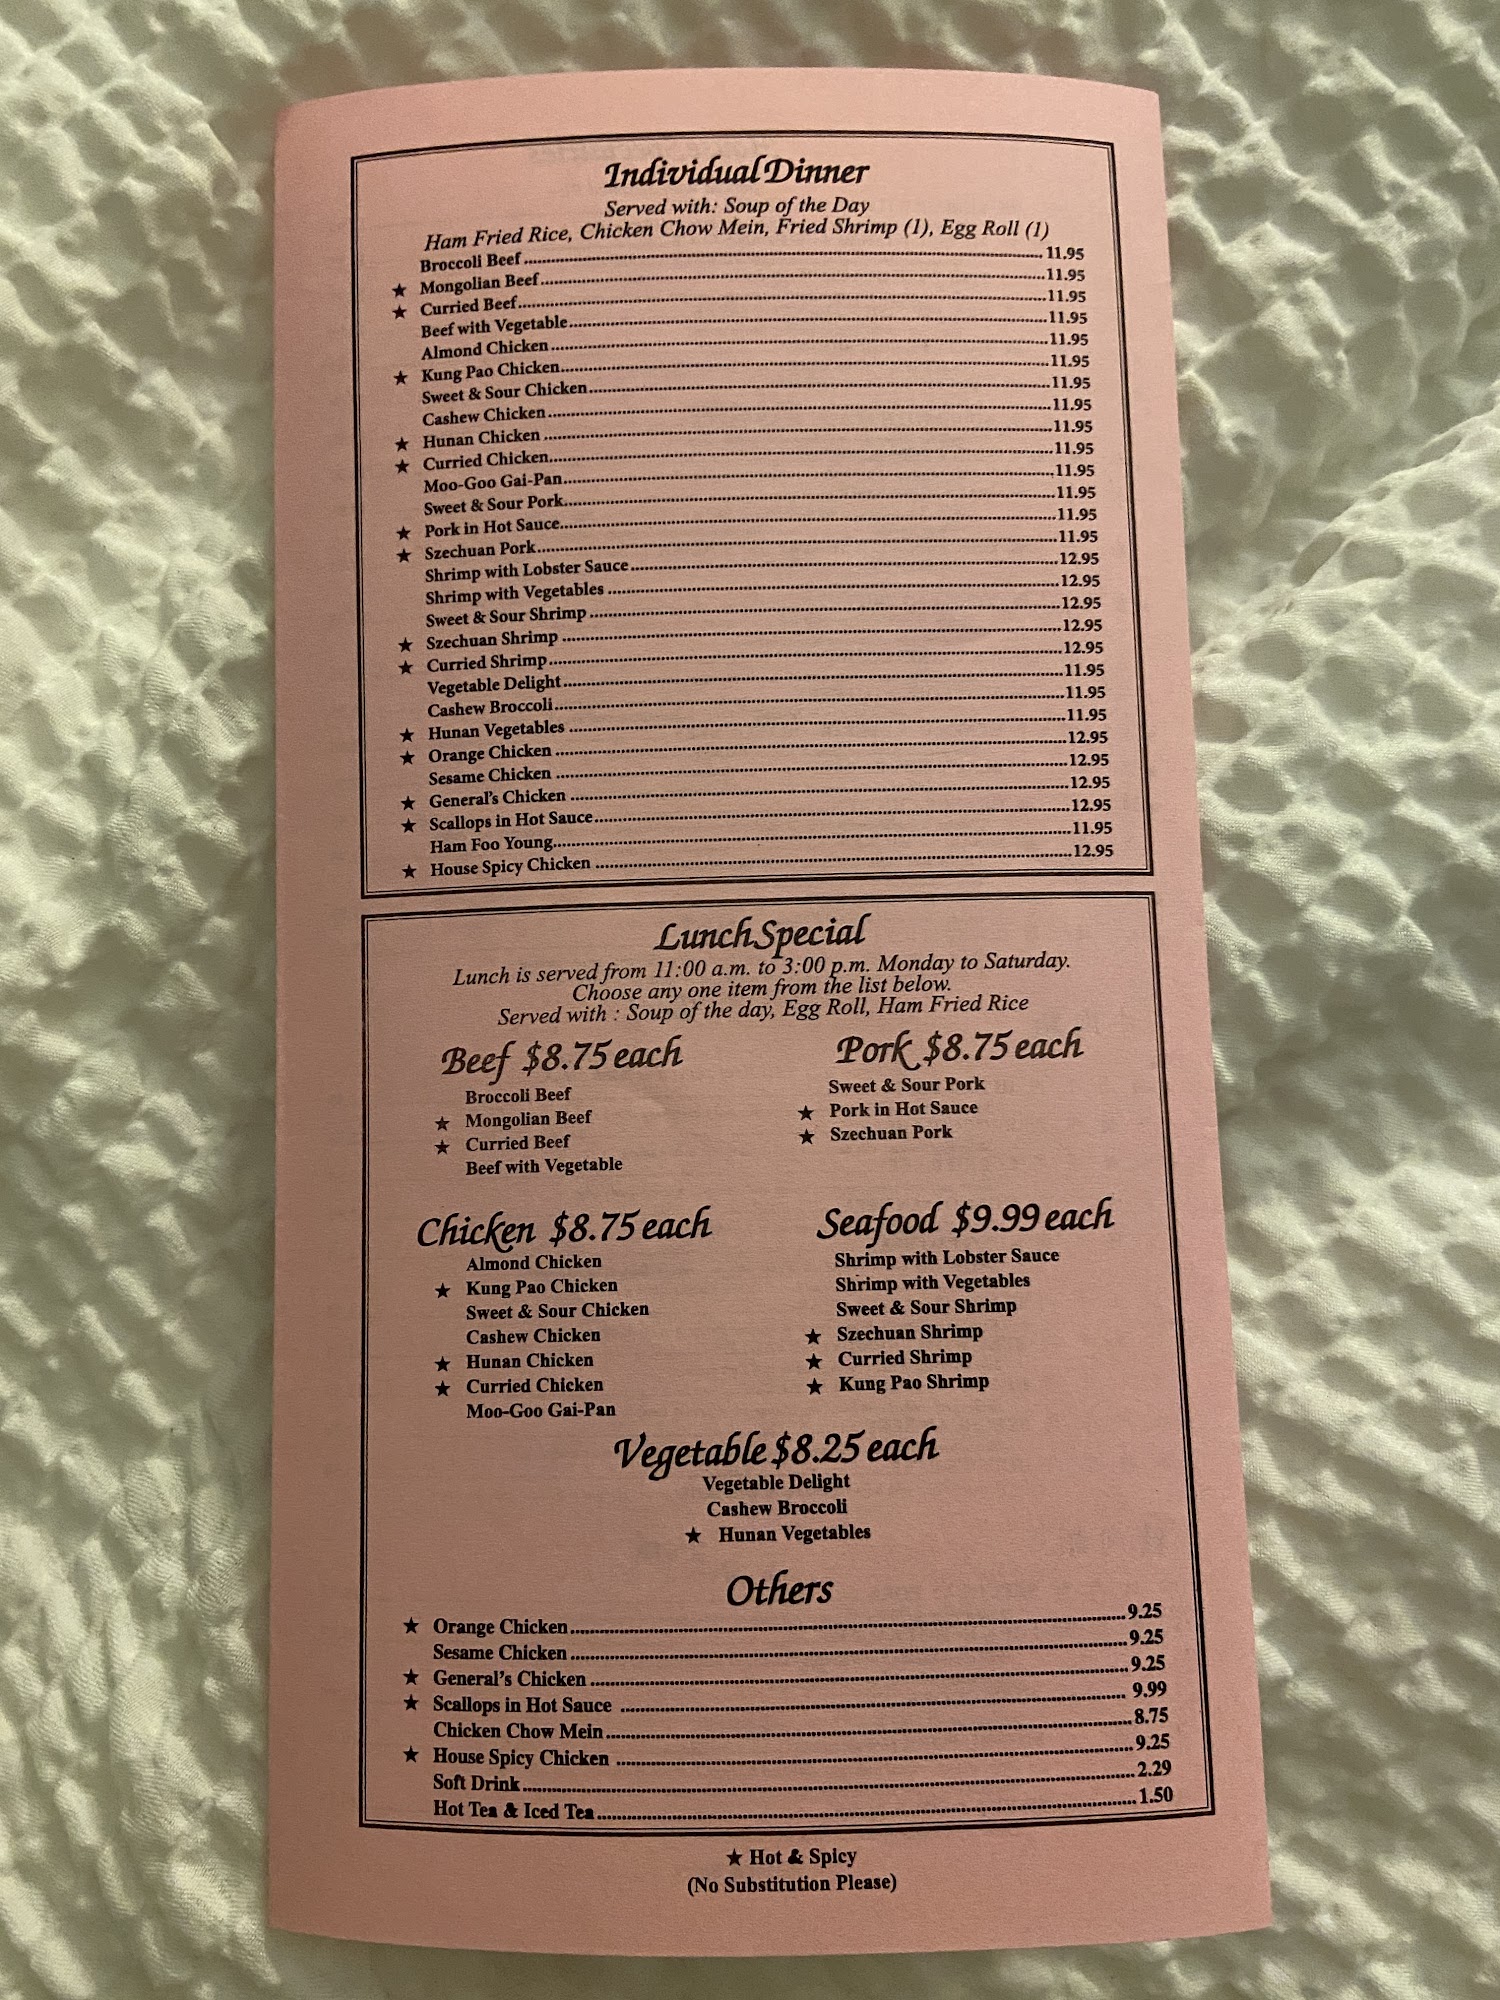 Individual Dinner
Served with: Soup of the Day
Ham Fried Rice, Chicken Chow Mein, Fried Shrimp (1), Egg Roll (1)
Broccoli Beef 11.95
★ Mongolian Beef 11.95
★ Curried Beef 11.95
Beef with Vegetable 11.95
Almond Chicken 11.95
★ Kung Pao Chicken 11.95
Sweet & Sour Chicken 11.95
Cashew Chicken 11.95
★ Hunan Chicken 11.95
★ Curried Chicken 11.95
Moo-Goo Gai-Pan 11.95
Sweet & Sour Pork 11.95
★ Pork in Hot Sauce 11.95
★ Szechuan Pork 11.95
Shrimp with Lobster Sauce 12.95
Shrimp with Vegetables 12.95
Sweet & Sour Shrimp 12.95
★ Szechuan Shrimp 12.95
★ Curried Shrimp 12.95
Vegetable Delight 11.95
Cashew Broccoli 11.95
★ Hunan Vegetables 11.95
★ Orange Chicken 12.95
Sesame Chicken 12.95
★ General's Chicken 12.95
★ Scallops in Hot Sauce 12.95
Ham Foo Young 11.95
★ House Spicy Chicken 12.95
Lunch Special
Lunch is served from 11:00 a.m. to 3:00 p.m. Monday to Saturday.
Choose any one item from the list below.
Served with : Soup of the day, Egg Roll, Ham Fried Rice
Beef $8.75 each
Broccoli Beef
★ Mongolian Beef
★ Curried Beef
Beef with Vegetable
Pork $8.75 each
Sweet & Sour Pork
★ Pork in Hot Sauce
★ Szechuan Pork
Chicken $8.75 each
Almond Chicken
★ Kung Pao Chicken
Sweet & Sour Chicken
Cashew Chicken
★ Hunan Chicken
★ Curried Chicken
Moo-Goo Gai-Pan
Seafood $9.99 each
Shrimp with Lobster Sauce
Shrimp with Vegetables
Sweet & Sour Shrimp
★ Szechuan Shrimp
★ Curried Shrimp
★ Kung Pao Shrimp
Vegetable $8.25 each
Vegetable Delight
Cashew Broccoli
★ Hunan Vegetables
Others
★ Orange Chicken 9.25
Sesame Chicken 9.25
★ General's Chicken 9.25
★ Scallops in Hot Sauce 9.99
Chicken Chow Mein 8.75
★ House Spicy Chicken 9.25
Soft Drink 2.29
Hot Tea & Iced Tea 1.50
★ Hot & Spicy
(No Substitution Please)